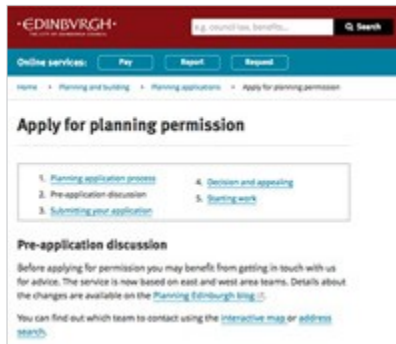 ·EDINBVRGH·
THE CITY OF EDINBURGH COUNCIL
e.g. council tax, benefits... Search
Online services: Pay Report Request
Home > Planning and building > Planning applications > Apply for planning permission
Apply for planning permission
1. Planning application process
2. Pre-application discussion
3. Submitting your application
4. Decision and appealing
5. Starting work
Pre-application discussion
Before applying for permission you may benefit from getting in touch with us
for advice. The service is now based on east and west area teams. Details about
the changes are available on the Planning Edinburgh blog.
You can find out which team to contact using the interactive map or address
search.